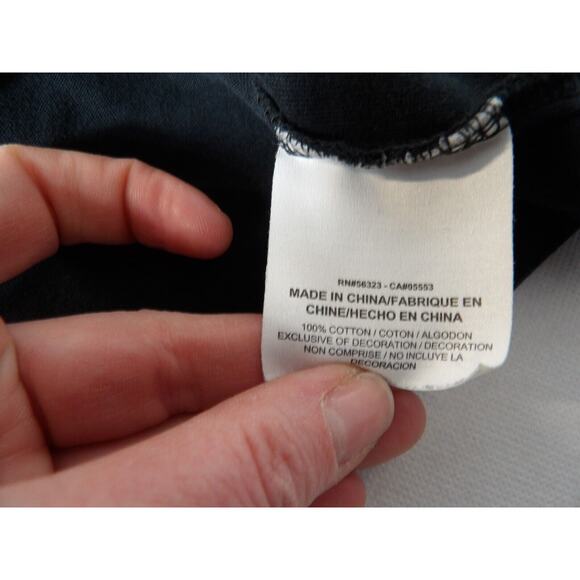 RN#56323 - CA#05553
MADE IN CHINA/FABRIQUE EN
CHINE/HECHO EN CHINA
100% COTTON / COTON / ALGODON
EXCLUSIVE OF DECORATION / DECORATION
NON COMPRISE / NO INCLUYE LA
DECORACION